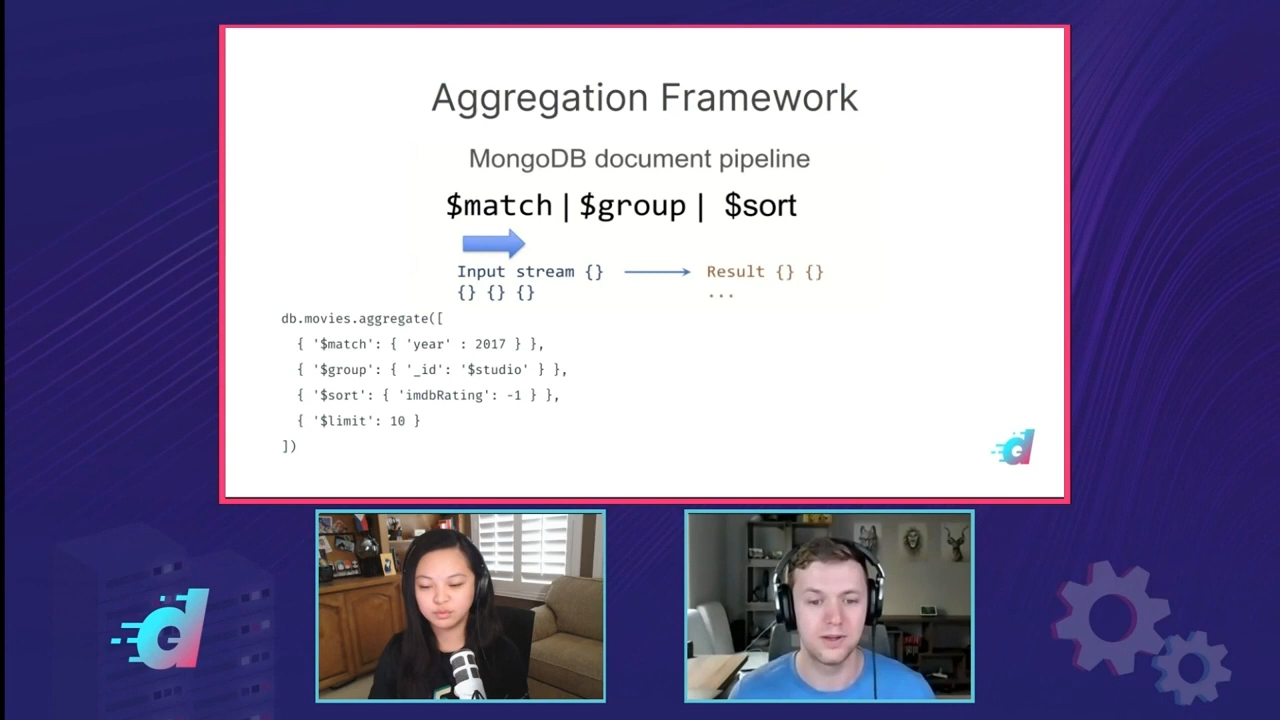 Aggregation Framework
MongoDB document pipeline
$match | $group | $sort
Input stream {}
{} {} {}
Result {} {}
...
db.movies.aggregate([
{ '$match': { 'year' : 2017 } },
{ '$group': { '_id': '$studio' } },
{ '$sort': { 'imdbRating': -1 } },
{ '$limit': 10 }
])